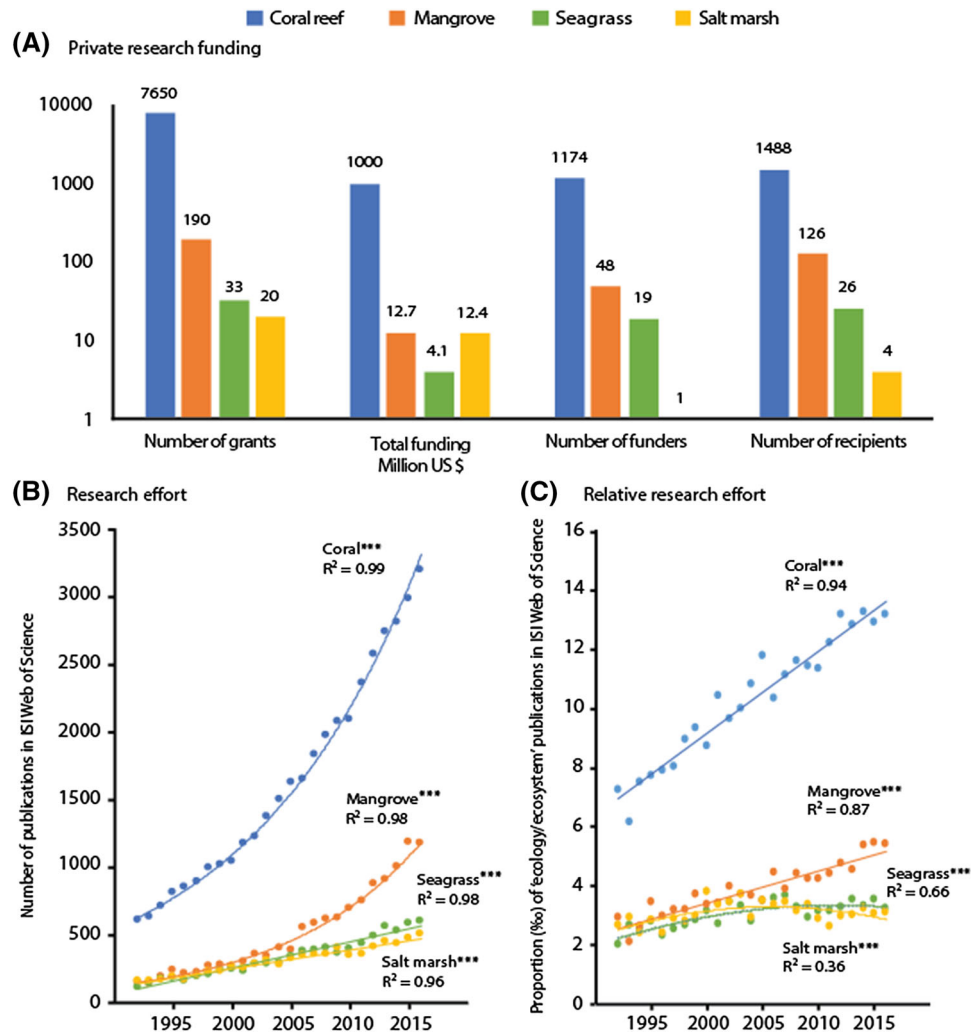 Coral reef Mangrove Seagrass Salt marsh
(A) Private research funding
10000
1000
100
10
1
7650
190
33
20
1000
12.7
4.1
12.4
1174
48
19
1
1488
126
26
4
Number of grants
Total funding
Million US $
Number of funders
Number of recipients
(B) Research effort
Number of publications in ISI Web of Science
3500
3000
2500
2000
1500
1000
500
0
Coral***
R² = 0.99
Mangrove***
R² = 0.98
Seagrass***
R² = 0.98
Salt marsh***
R² = 0.96
1995 2000 2005 2010 2015
(C) Relative research effort
Proportion (‰) of 'ecology/ecosystem' publications in ISI Web of Science
16
14
12
10
8
6
4
2
0
Coral***
R² = 0.94
Mangrove***
R² = 0.87
Seagrass***
R² = 0.66
Salt marsh***
R² = 0.36
1995 2000 2005 2010 2015